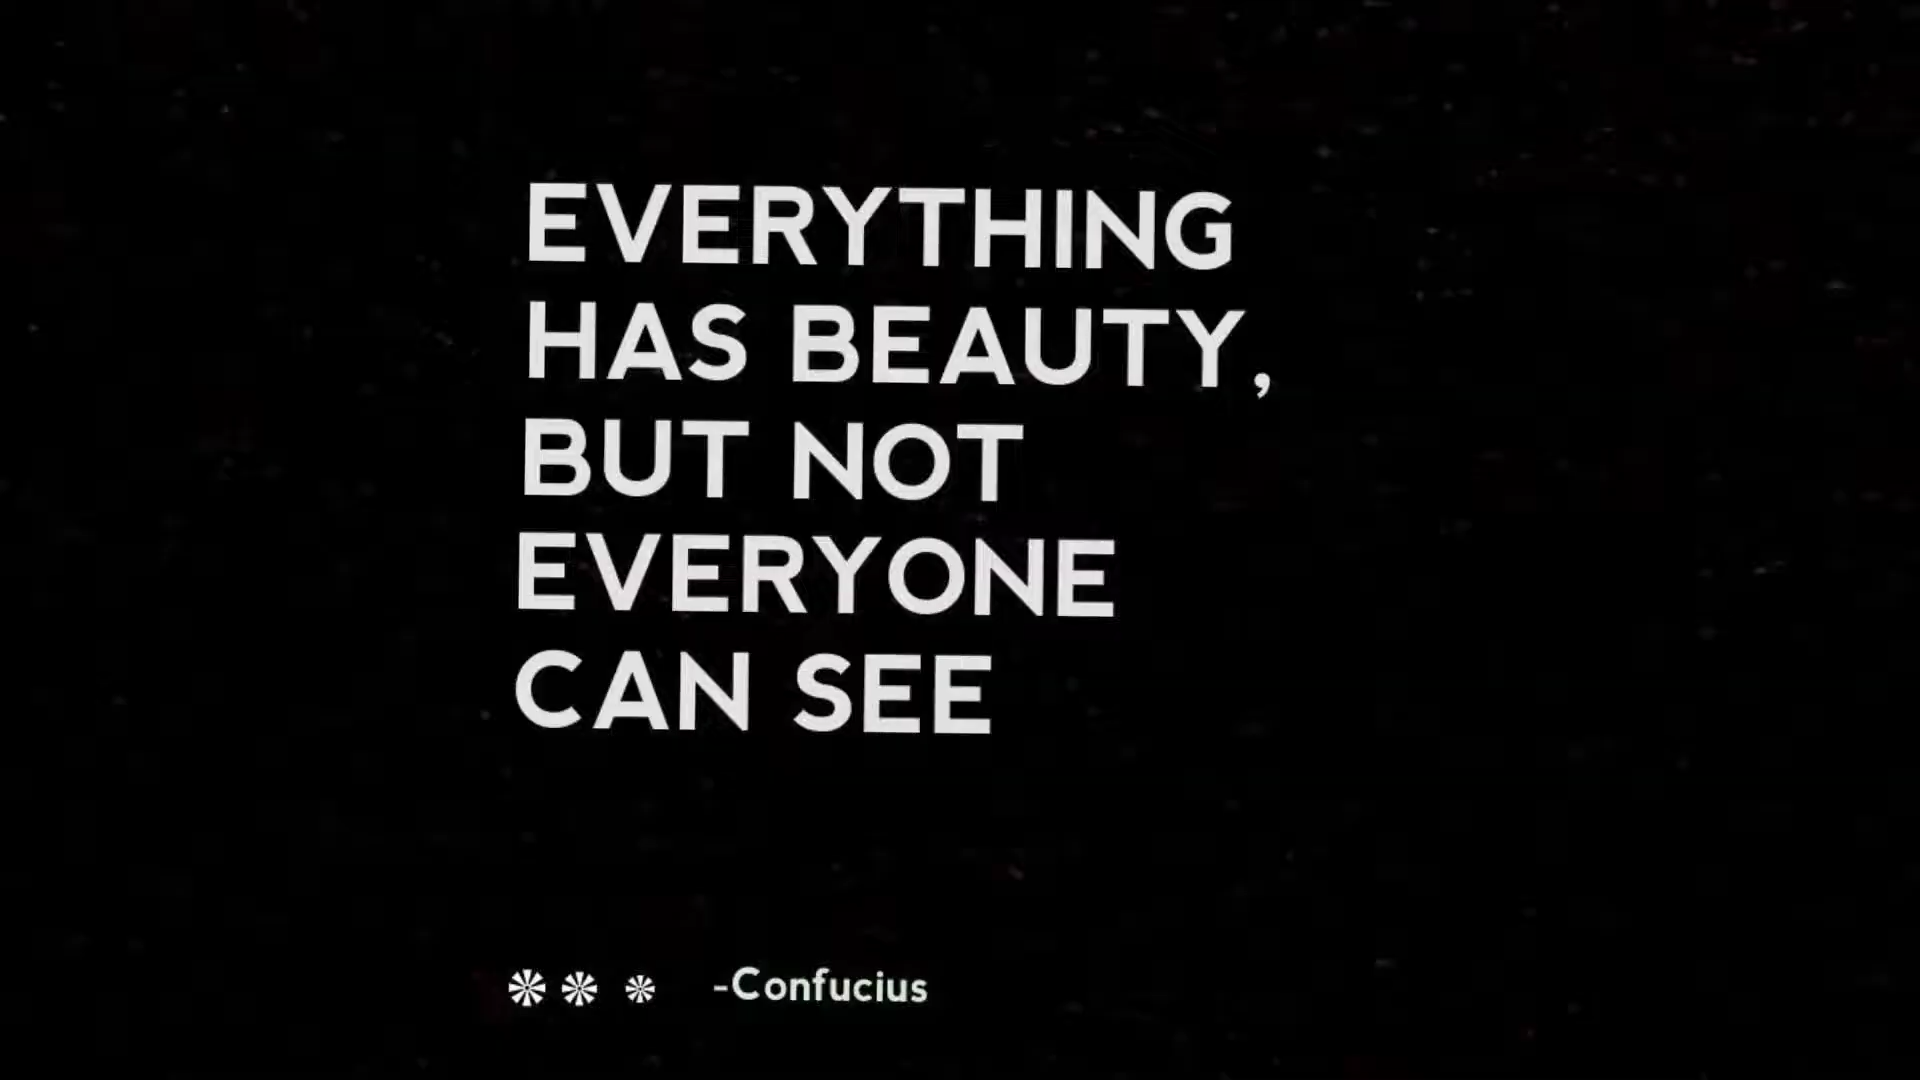 EVERYTHING
HAS BEAUTY,
BUT NOT
EVERYONE
CAN SEE
-Confucius